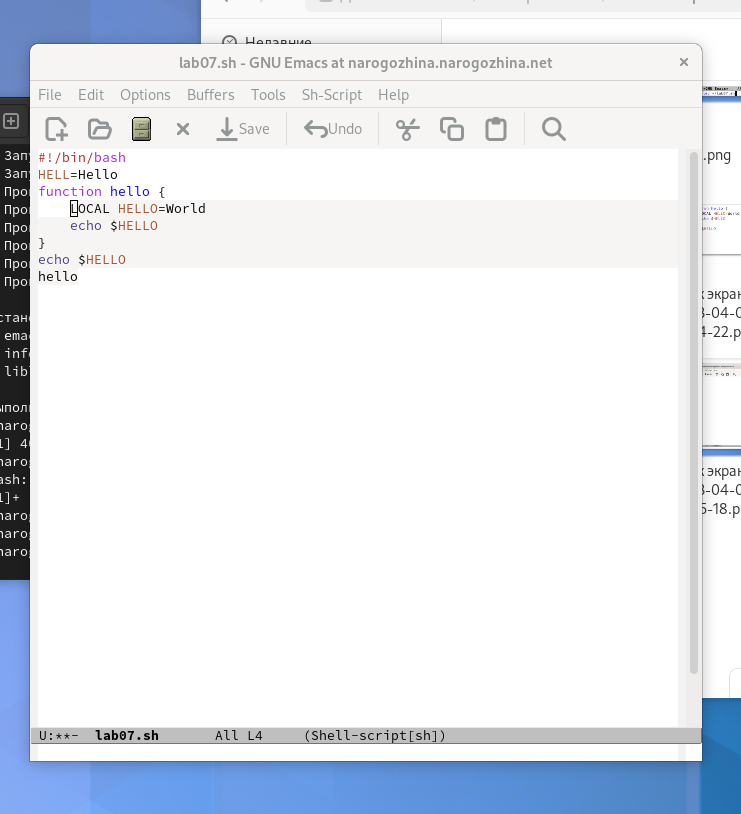 Недавние
lab07.sh - GNU Emacs at narogozhina.narogozhina.net
File Edit Options Buffers Tools Sh-Script Help
Save Undo
#!/bin/bash
HELL=Hello
function hello {
    LOCAL HELLO=World
    echo $HELLO
}
echo $HELLO
hello
U:**-  lab07.sh       All L4     (Shell-script[sh])
.png